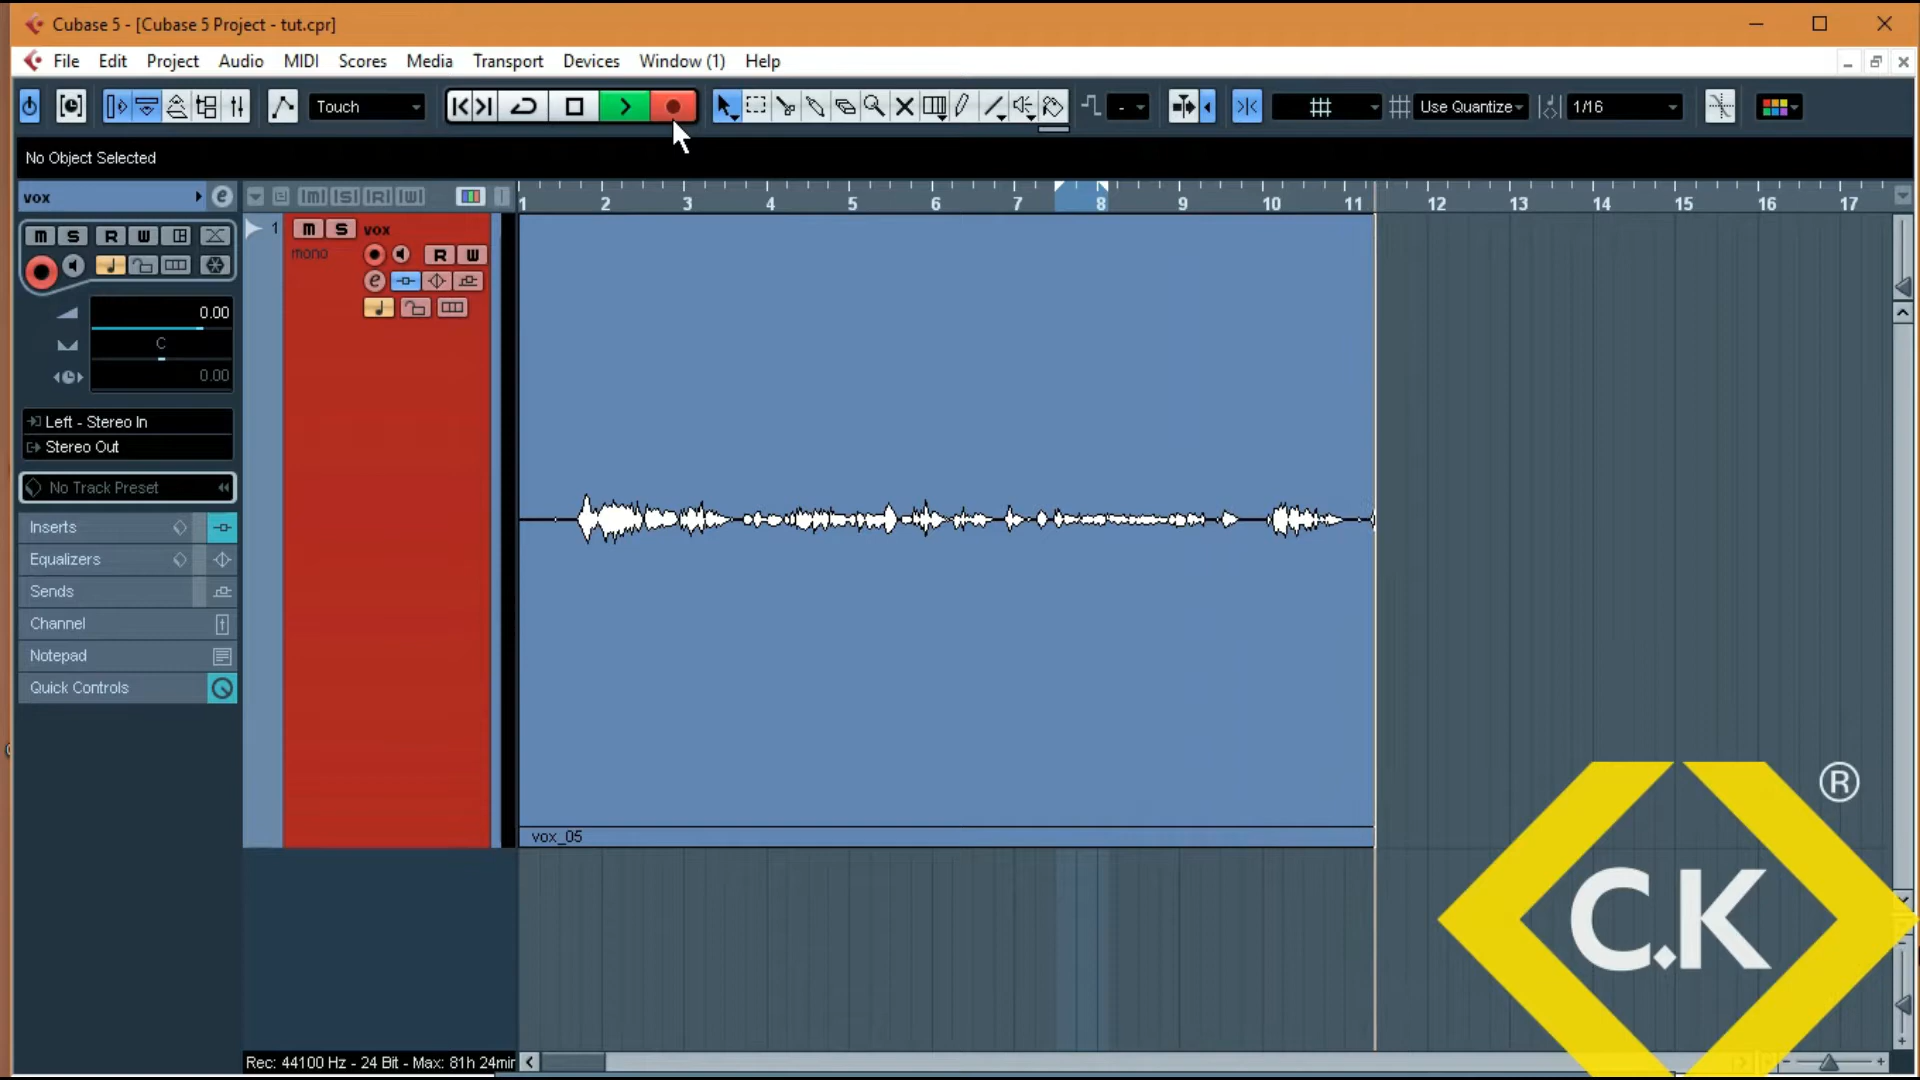 Cubase 5 - [Cubase 5 Project - tut.cpr]
File Edit Project Audio MIDI Scores Media Transport Devices Window (1) Help
Touch - Use Quantize 1/16
No Object Selected
vox e [M] [S] [R] [W] 1 2 3 4 5 6 7 8 9 10 11 12 13 14 15 16 17
M S R W 1 M S vox
mono R W
e
0.00
C
0.00
Left - Stereo In
Stereo Out
No Track Preset
Inserts
Equalizers
Sends
Channel
Notepad
Quick Controls
vox_05
®
C.K
Rec: 44100 Hz - 24 Bit - Max: 81h 24min